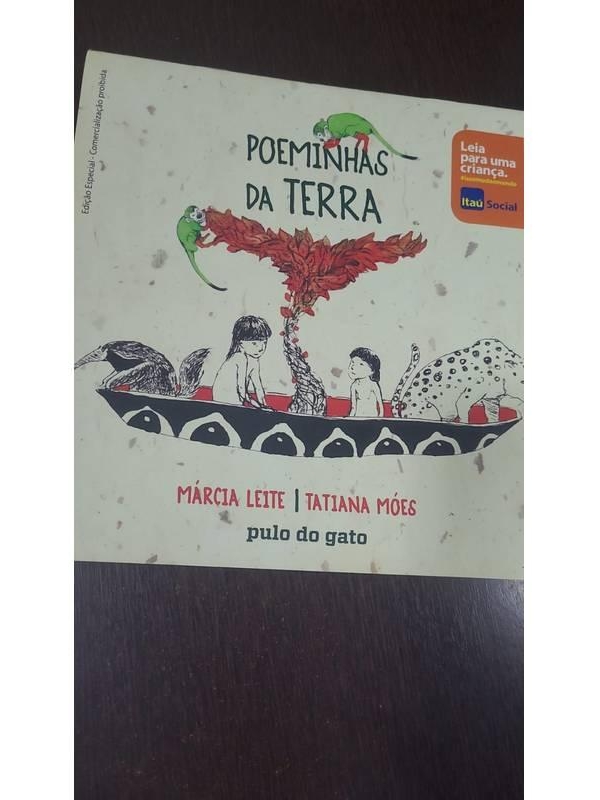 Edição Especial - Comercialização proibida
POEMINHAS
DA TERRA
Leia
para uma
criança.
#issomudaomundo
Itaú Social
MÁRCIA LEITE | TATIANA MÓES
pulo do gato